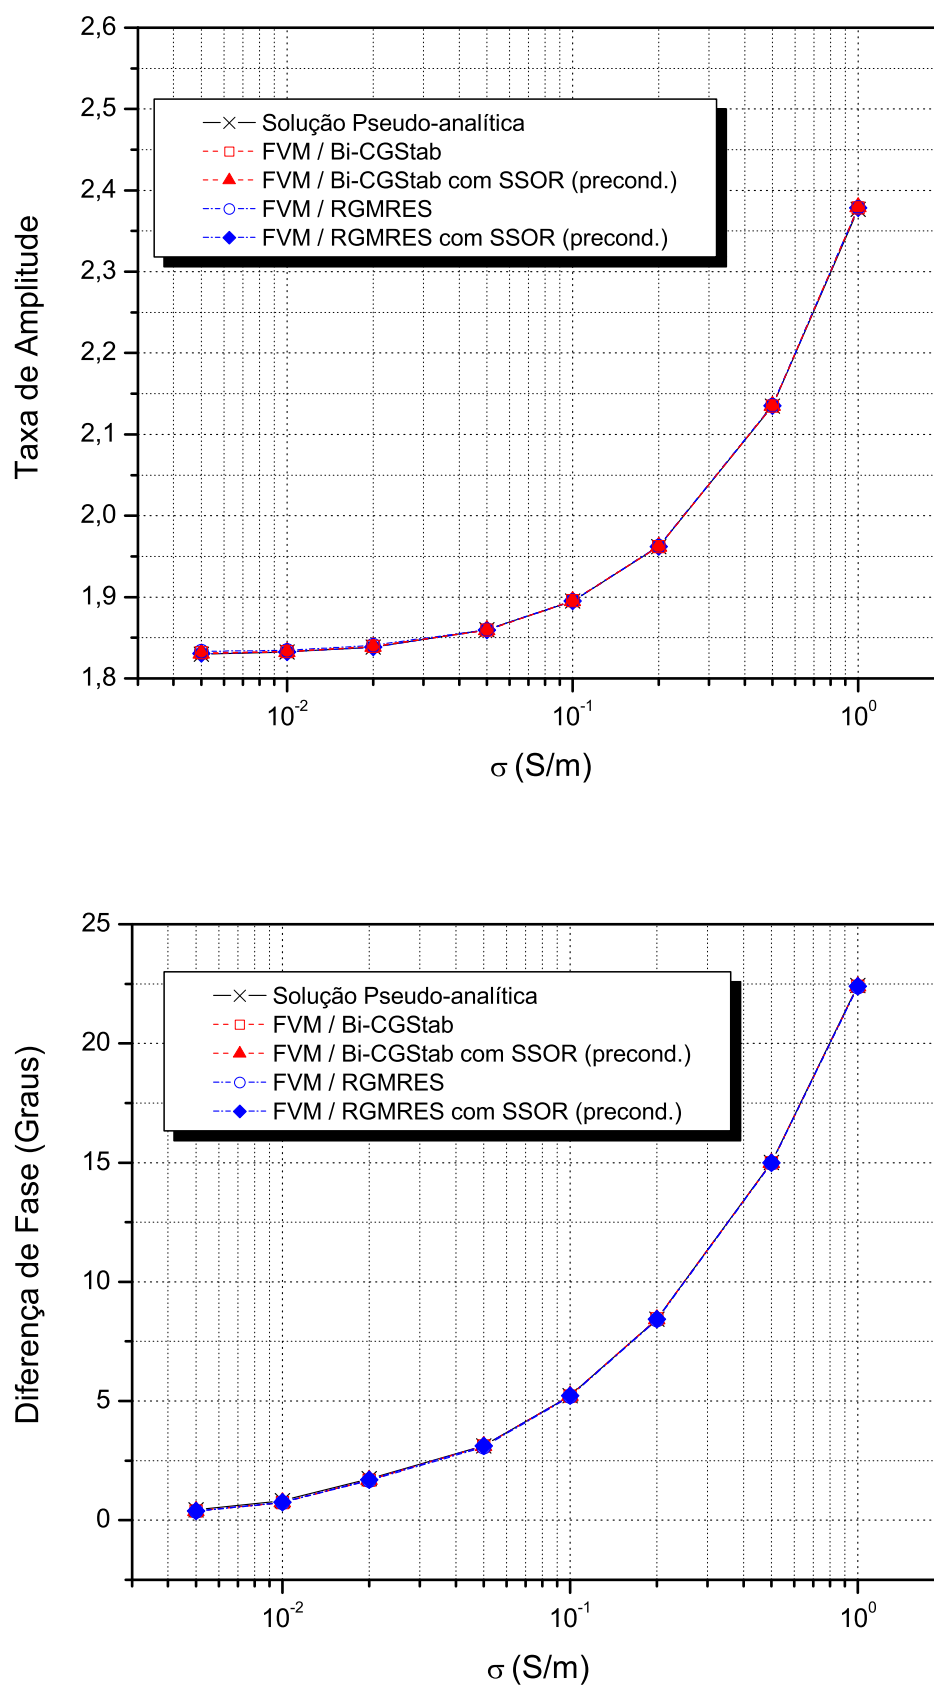 2,6
2,5
2,4
2,3
2,2
2,1
2,0
1,9
1,8
Taxa de Amplitude
Solução Pseudo-analítica
FVM / Bi-CGStab
FVM / Bi-CGStab com SSOR (precond.)
FVM / RGMRES
FVM / RGMRES com SSOR (precond.)
10⁻² 10⁻¹ 10⁰
σ (S/m)
25
20
15
10
5
0
Diferença de Fase (Graus)
Solução Pseudo-analítica
FVM / Bi-CGStab
FVM / Bi-CGStab com SSOR (precond.)
FVM / RGMRES
FVM / RGMRES com SSOR (precond.)
10⁻² 10⁻¹ 10⁰
σ (S/m)